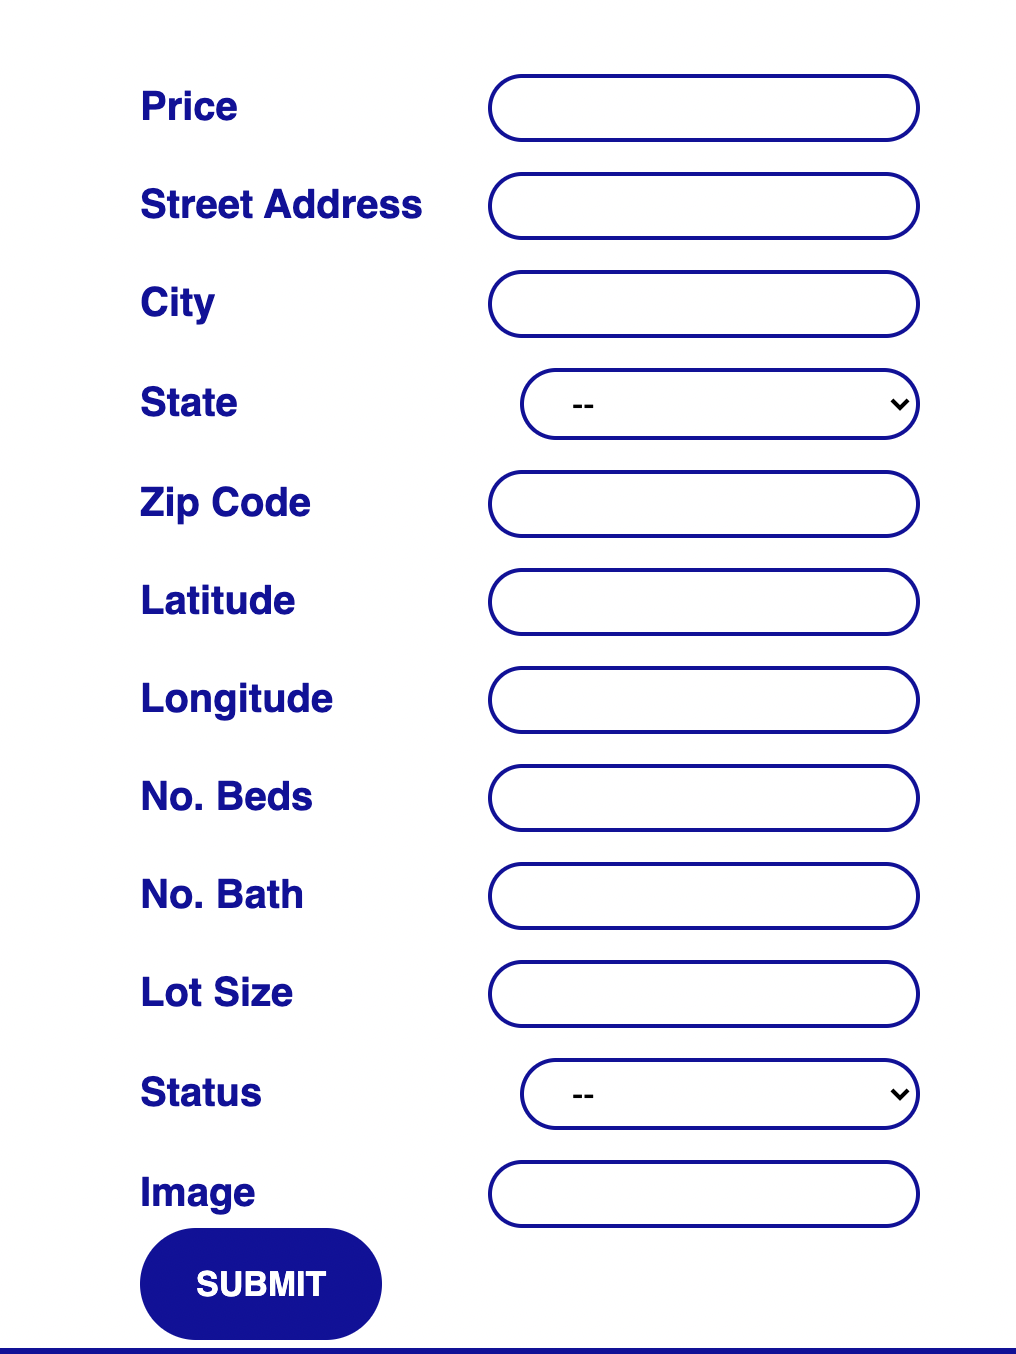 Price
Street Address
City
State --
Zip Code
Latitude
Longitude
No. Beds
No. Bath
Lot Size
Status --
Image
SUBMIT